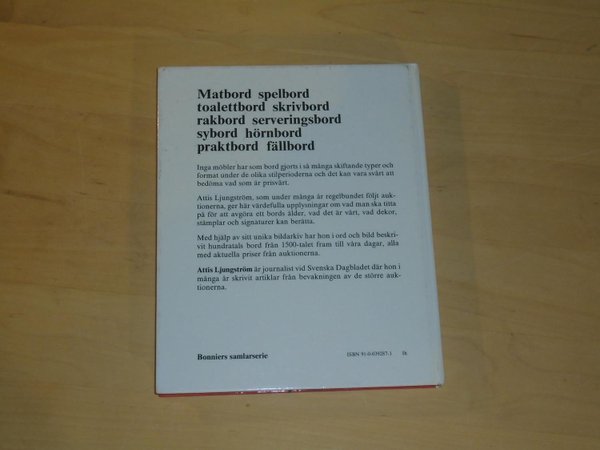 Matbord spelbord
toalettbord skrivbord
rakbord serveringsbord
sybord hörnbord
praktbord fällbord
Inga möbler har som bord gjorts i så många skiftande typer och
format under de olika stilperioderna och det kan vara svårt att
bedöma vad som är prisvärt.
Attis Ljungström, som under många år regelbundet följt auk-
tionerna, ger här värdefulla upplysningar om vad man ska titta
på för att avgöra ett bords ålder, vad det är värt, vad dekor,
stämplar och signaturer kan berätta.
Med hjälp av sitt unika bildarkiv har hon i ord och bild beskri-
vit hundratals bord från 1500-talet fram till våra dagar, alla
med aktuella priser från auktionerna.
Attis Ljungström är journalist vid Svenska Dagbladet där hon i
många år skrivit artiklar från bevakningen av de större auk-
tionerna.
Bonniers samlarserie ISBN 91-0-039287-